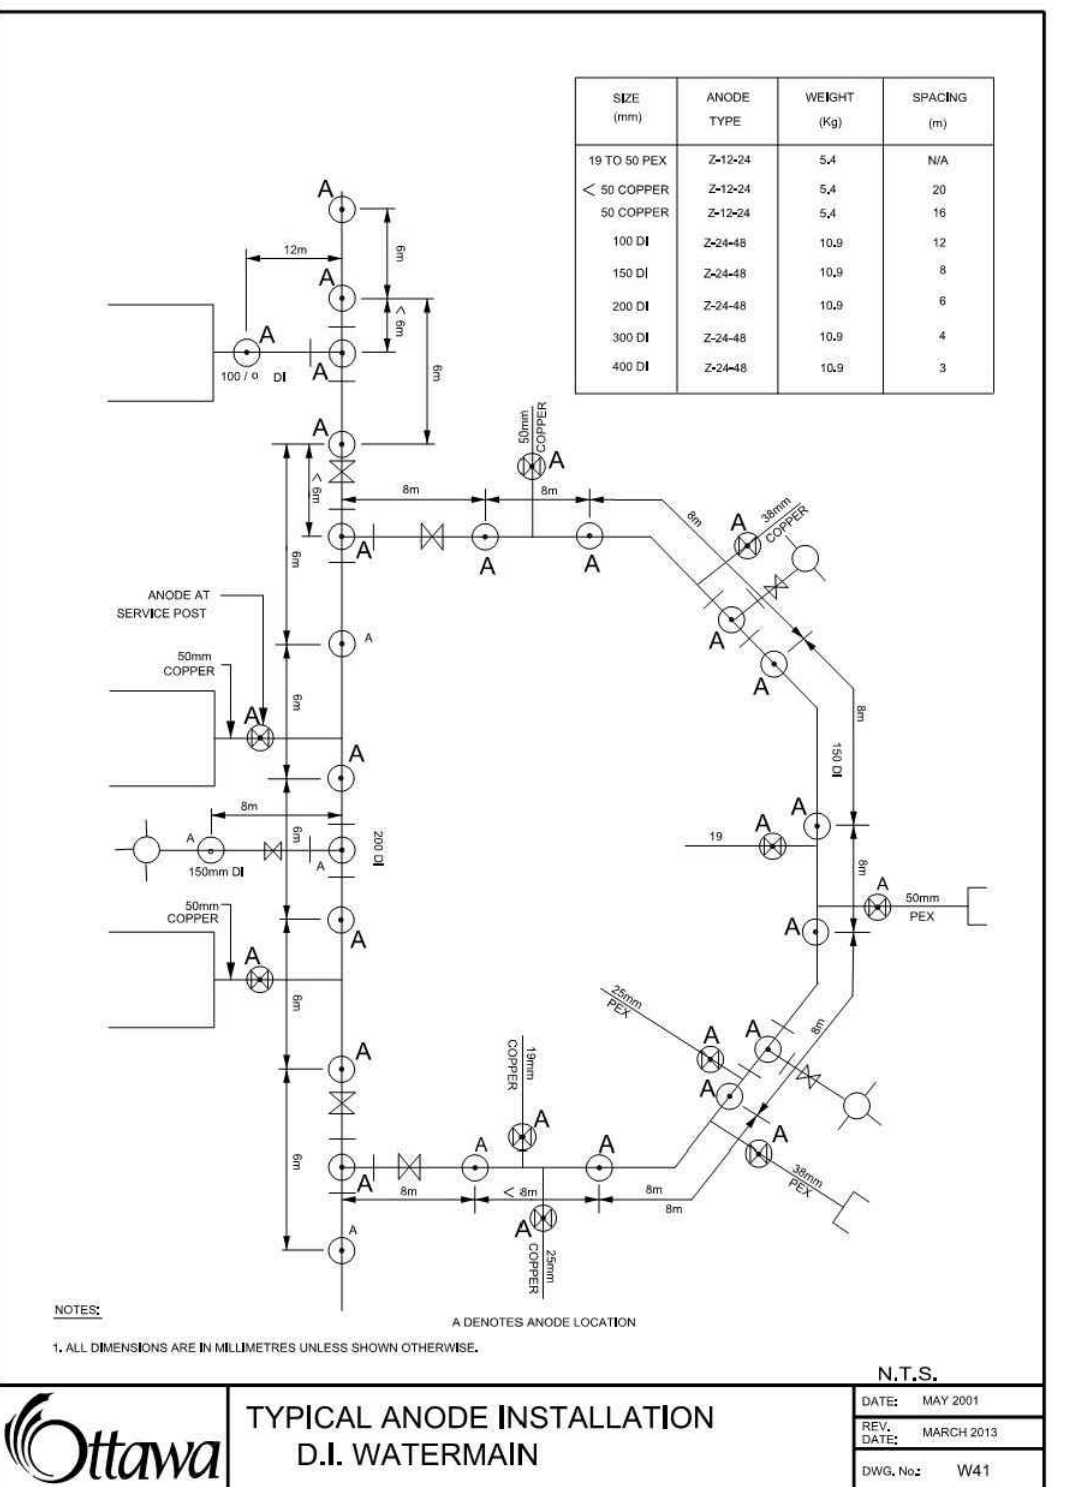 SIZE
(mm)
ANODE
TYPE
WEIGHT
(Kg)
SPACING
(m)
19 TO 50 PEX Z-12-24 5.4 N/A
< 50 COPPER Z-12-24 5.4 20
50 COPPER Z-12-24 5.4 16
100 DI Z-24-48 10.9 12
150 DI Z-24-48 10.9 8
200 DI Z-24-48 10.9 6
300 DI Z-24-48 10.9 4
400 DI Z-24-48 10.9 3
A
6m
12m
A
< 6m
A
100 / o DI
A
6m
A
< 6m
8m
50mm
COPPER
A
8m
A
A
A
8m
A
38mm
COPPER
A
A
6m
ANODE AT
SERVICE POST
A
50mm
COPPER
6m
8m
A
A
150 DI
8m
6m
A
A
19
8m
A
150mm DI
A
200 DI
A
50mm
PEX
50mm
COPPER
A
A
A
6m
25mm
PEX
8m
A
A
A
19mm
COPPER
A
A
A
38mm
PEX
A
6m
A
A
A
8m
< 8m
8m
8m
A
25mm
COPPER
A
NOTES:
A DENOTES ANODE LOCATION
1. ALL DIMENSIONS ARE IN MILLIMETRES UNLESS SHOWN OTHERWISE.
N.T.S.
Ottawa
TYPICAL ANODE INSTALLATION
D.I. WATERMAIN
DATE: MAY 2001
REV.
DATE: MARCH 2013
DWG. No.: W41